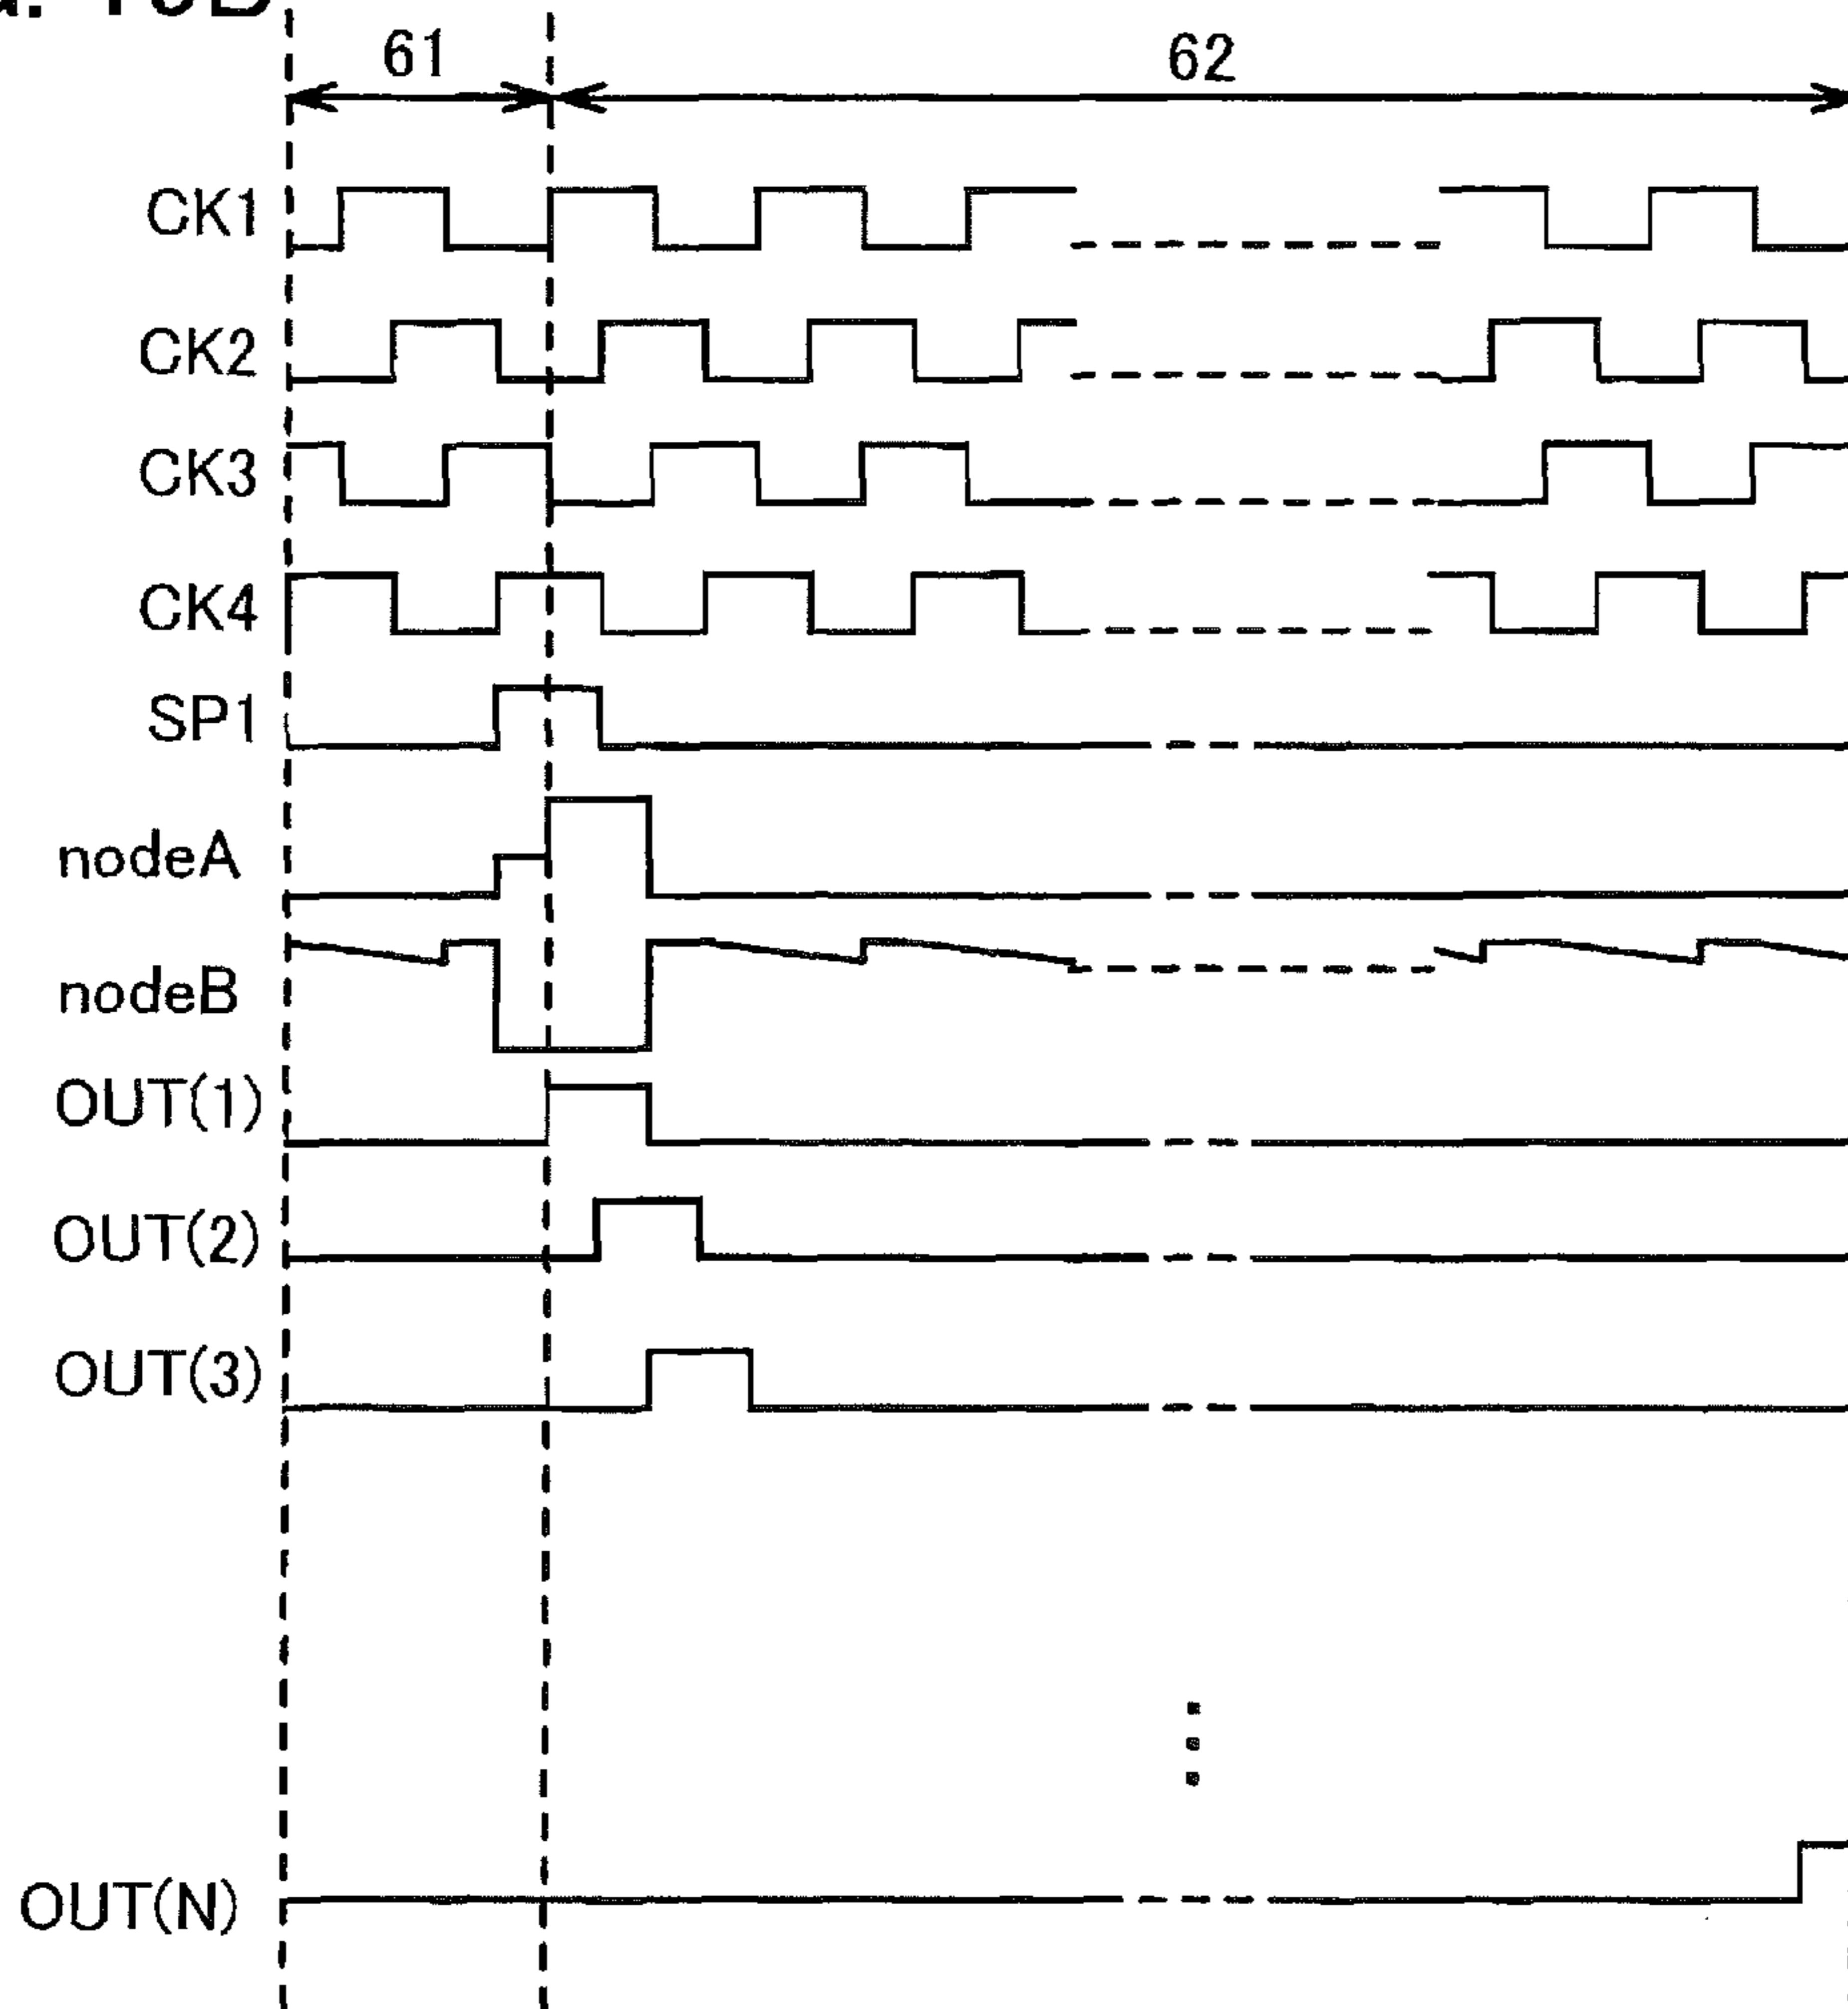 61
62
CK1
CK2
CK3
CK4
SP1
nodeA
nodeB
OUT(1)
OUT(2)
OUT(3)
OUT(N)